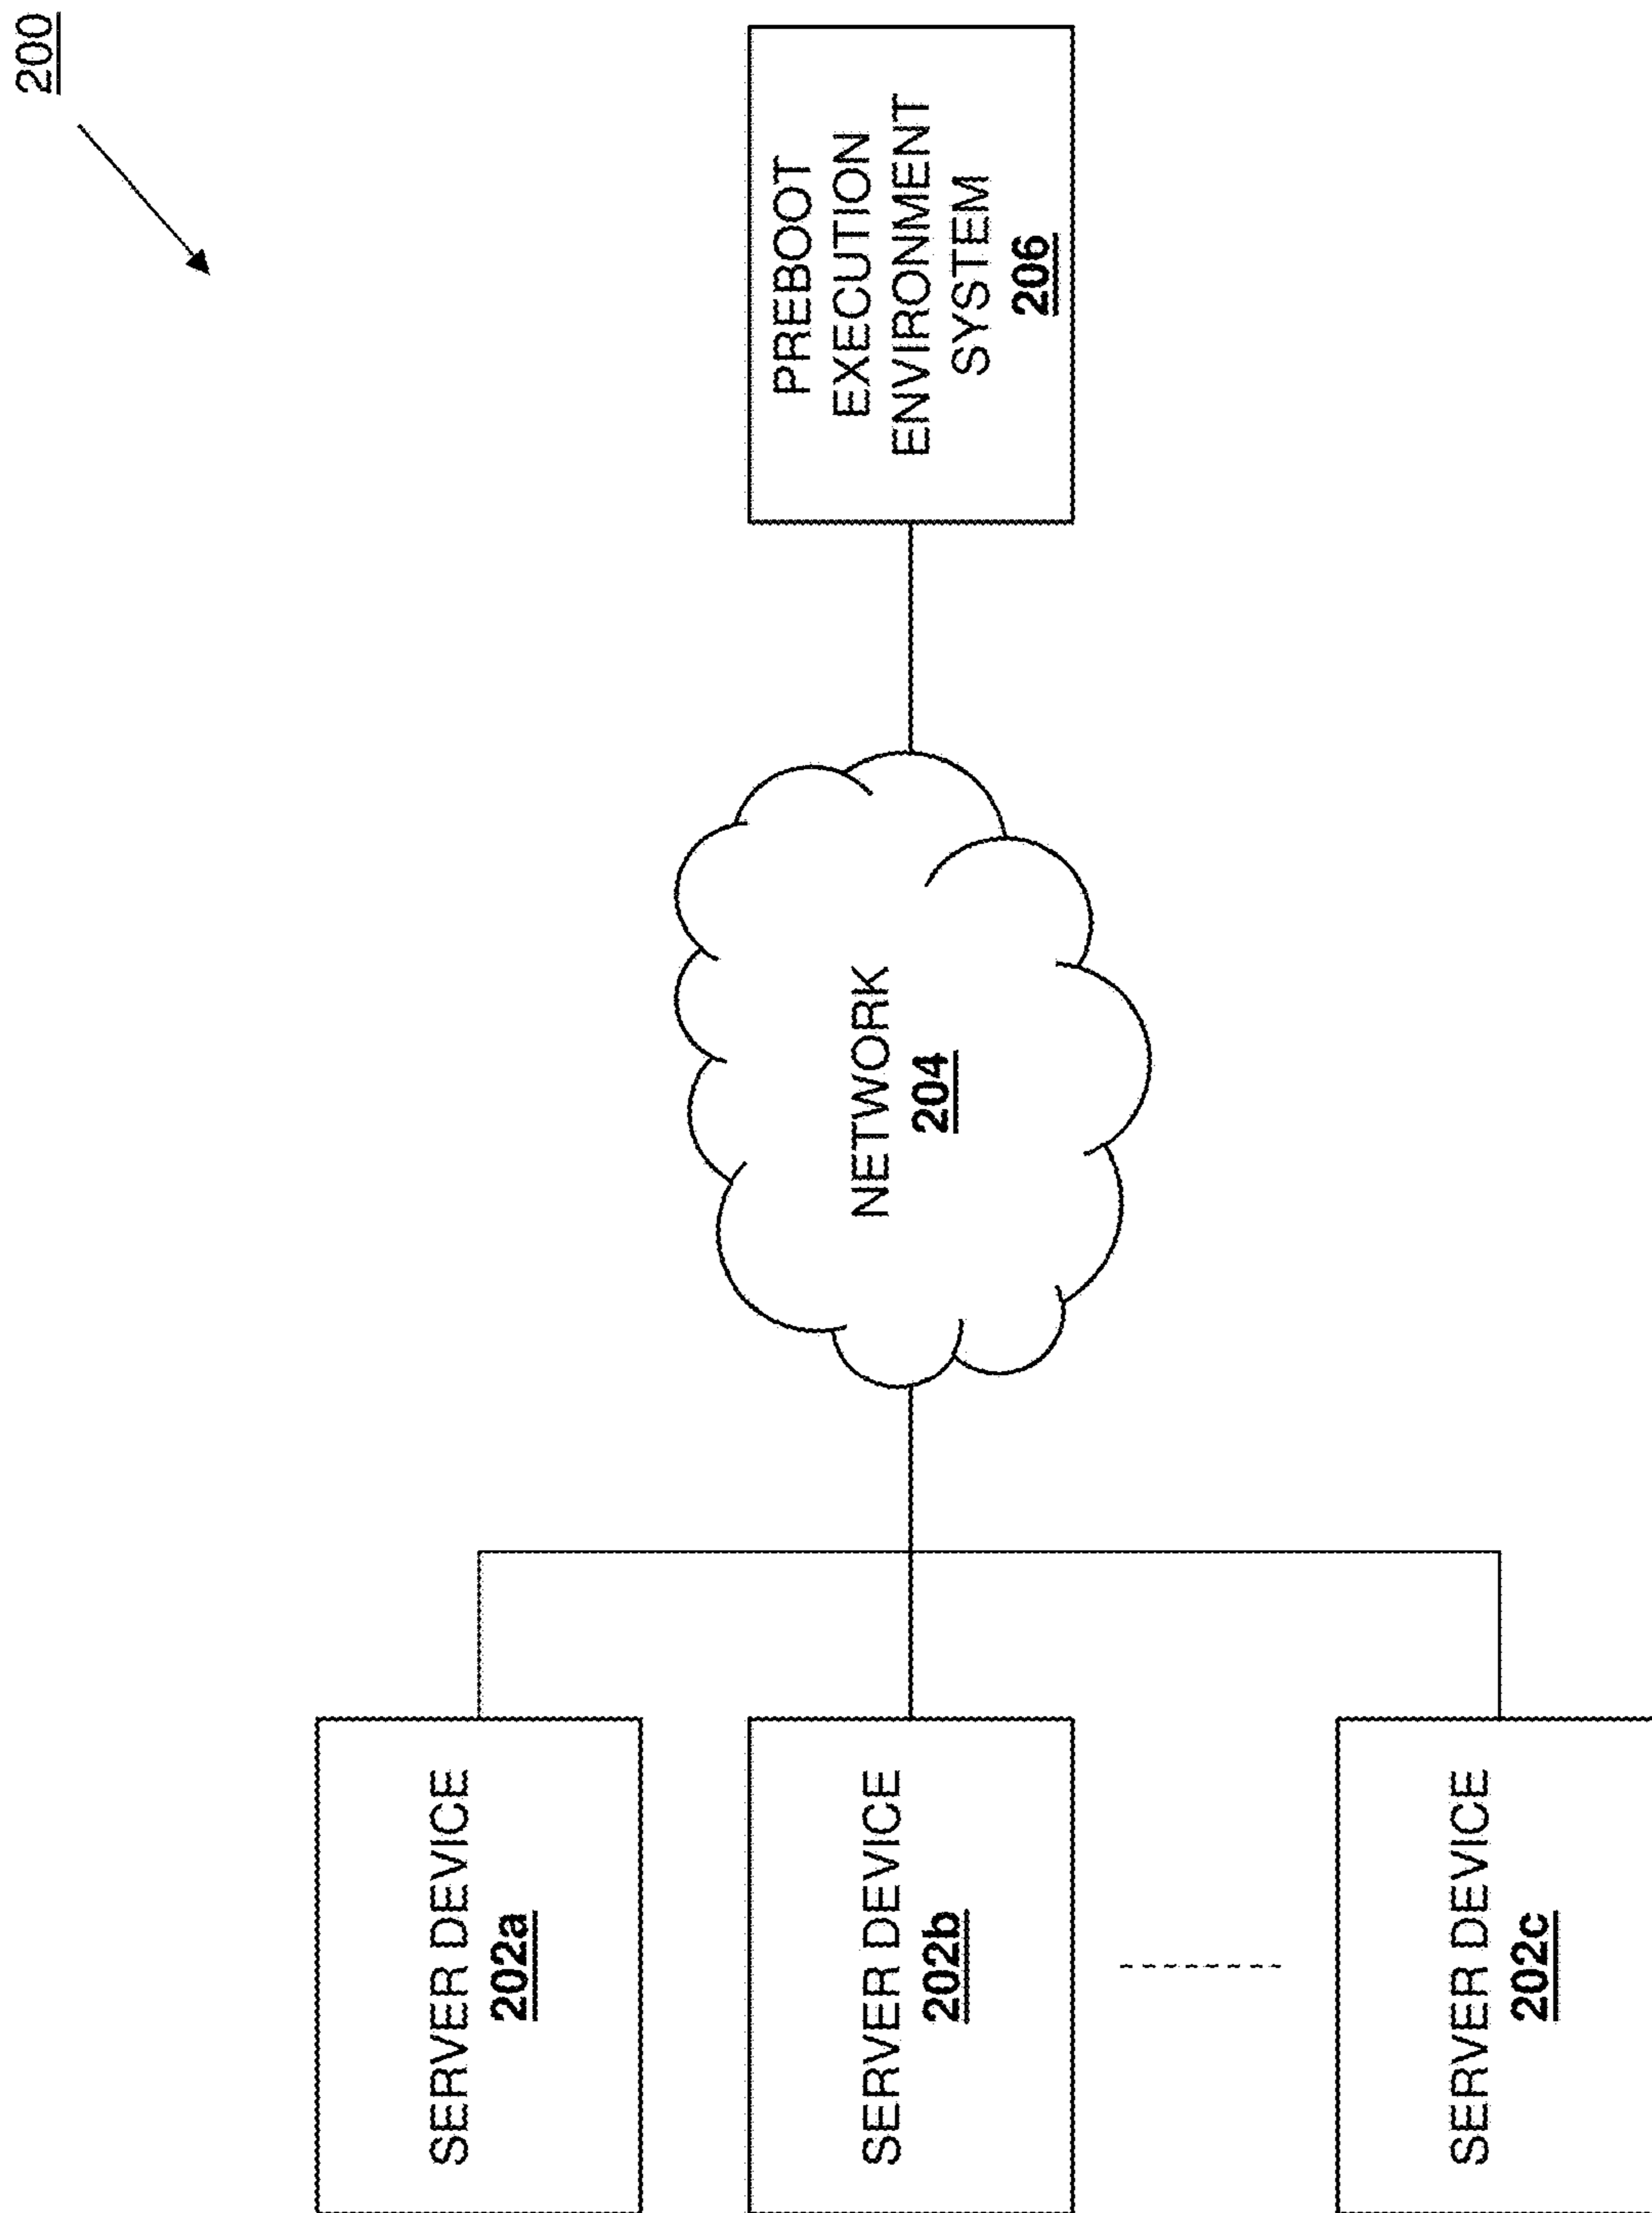 200
SERVER DEVICE
202a
SERVER DEVICE
202b
SERVER DEVICE
202c
NETWORK
204
PREBOOT
EXECUTION
ENVIRONMENT
SYSTEM
206